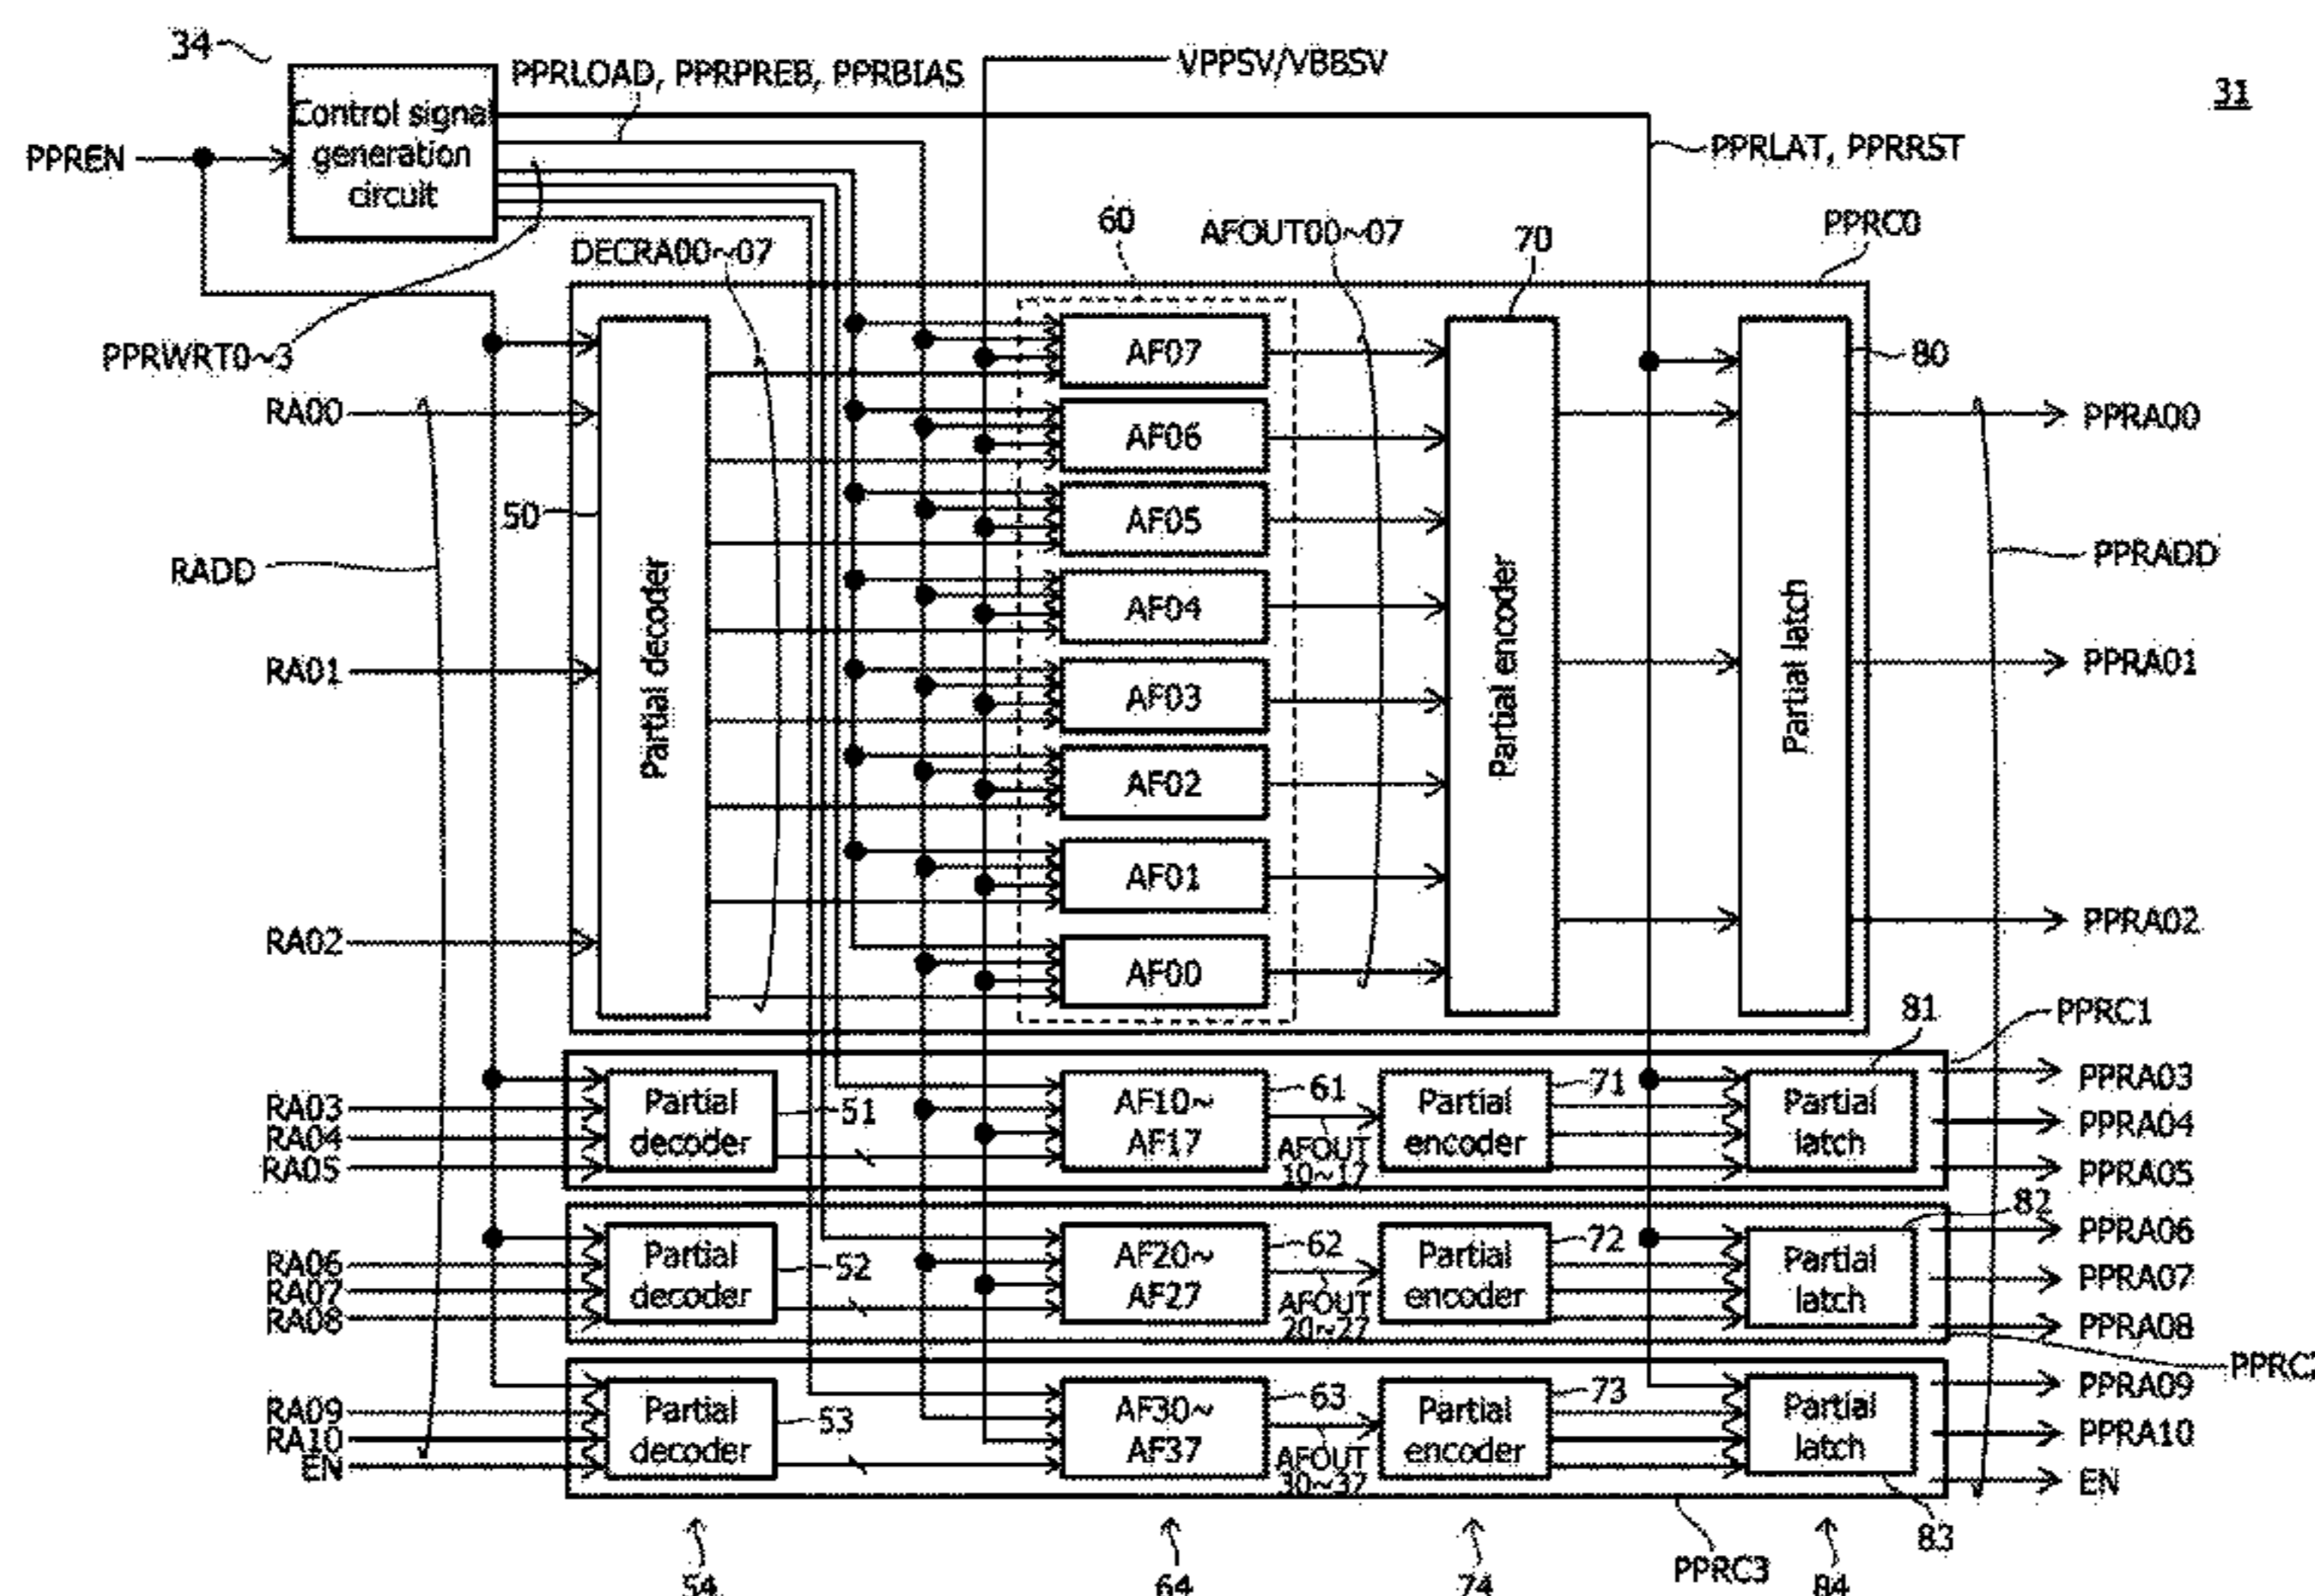 34
PPRLOAD, PPRPREB, PPRBIAS
VPPSV/VBBSV
31
Control signal
generation
circuit
PPREN
PPRLAT, PPRRST
DECRA00~07
60
AFOUT00~07
70
PPRC0
PPRWRT0~3
AF07
80
RA00
PPRA00
AF06
50
AF05
RADD
PPRADD
Partial decoder
AF04
Partial encoder
Partial latch
RA01
PPRA01
AF03
AF02
AF01
RA02
PPRA02
AF00
PPRC1
81
RA03
RA04
RA05
Partial
decoder
51
AF10~
AF17
61
AFOUT
10~17
Partial
encoder
71
Partial
latch
PPRA03
PPRA04
PPRA05
82
RA06
RA07
RA08
Partial
decoder
52
AF20~
AF27
62
AFOUT
20~27
Partial
encoder
72
Partial
latch
PPRA06
PPRA07
PPRA08
RA09
RA10
EN
Partial
decoder
53
AF30~
AF37
63
AFOUT
30~37
Partial
encoder
73
Partial
latch
PPRA09
PPRA10
EN
83
PPRC3
54
64
74
84